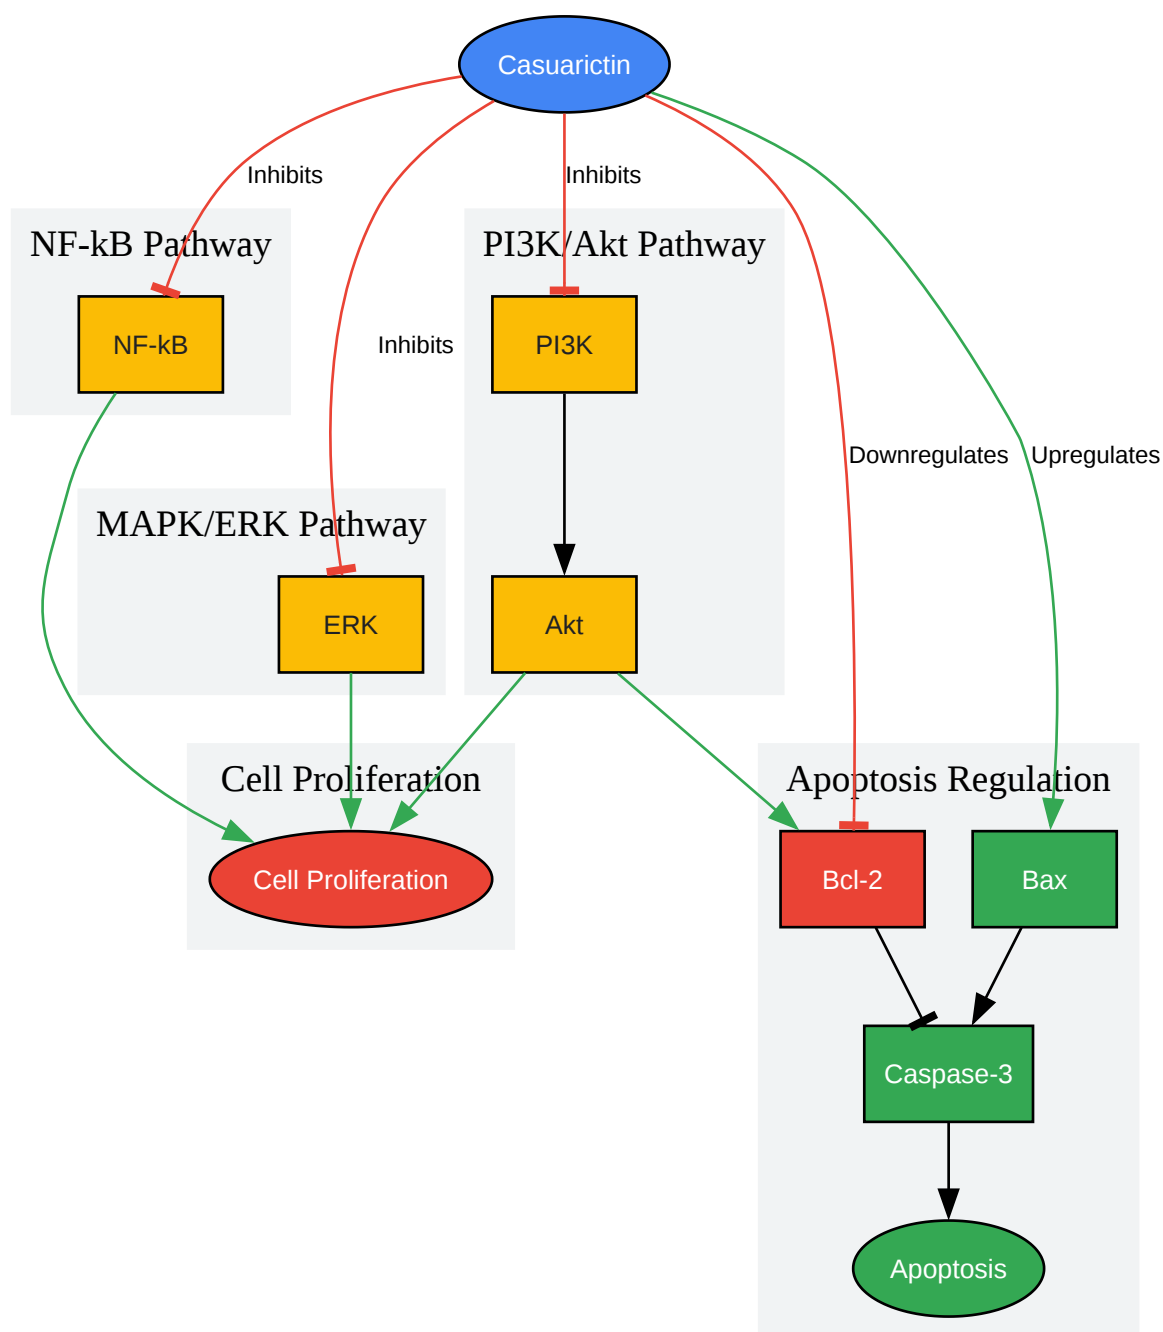 Casuarictin
Inhibits
Inhibits
NF-kB Pathway
PI3K/Akt Pathway
NF-kB
Inhibits
PI3K
Downregulates
Upregulates
MAPK/ERK Pathway
ERK
Akt
Cell Proliferation
Apoptosis Regulation
Cell Proliferation
Bcl-2
Bax
Caspase-3
Apoptosis